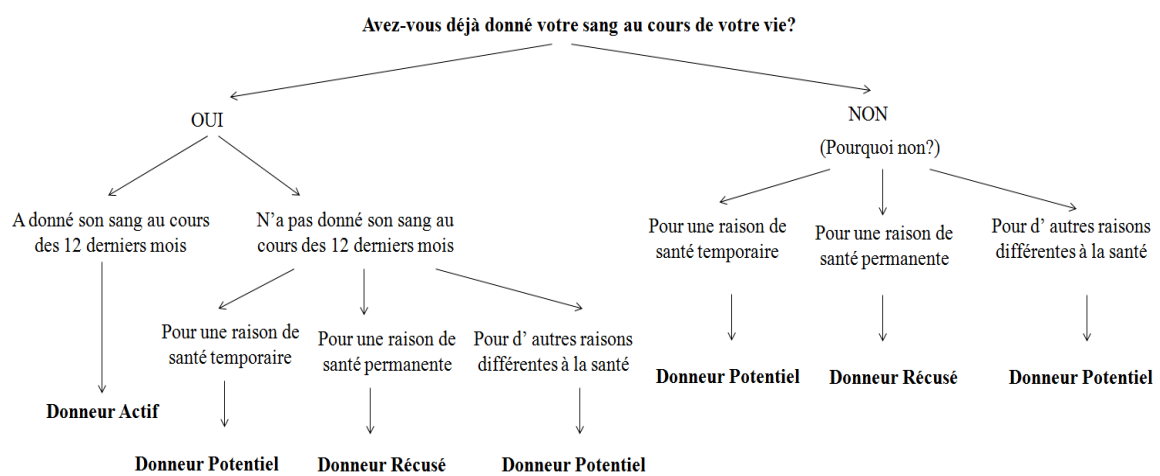 Avez-vous déjà donné votre sang au cours de votre vie?
OUI
NON
(Pourquoi non?)
A donné son sang au cours
des 12 derniers mois
N'a pas donné son sang au
cours des 12 derniers mois
Pour une raison de
santé temporaire
Pour une raison de
santé permanente
Pour d' autres raisons
différentes à la santé
Pour une raison de
santé temporaire
Pour une raison de
santé permanente
Pour d' autres raisons
différentes à la santé
Donneur Potentiel
Donneur Récusé
Donneur Potentiel
Donneur Actif
Donneur Potentiel
Donneur Récusé
Donneur Potentiel